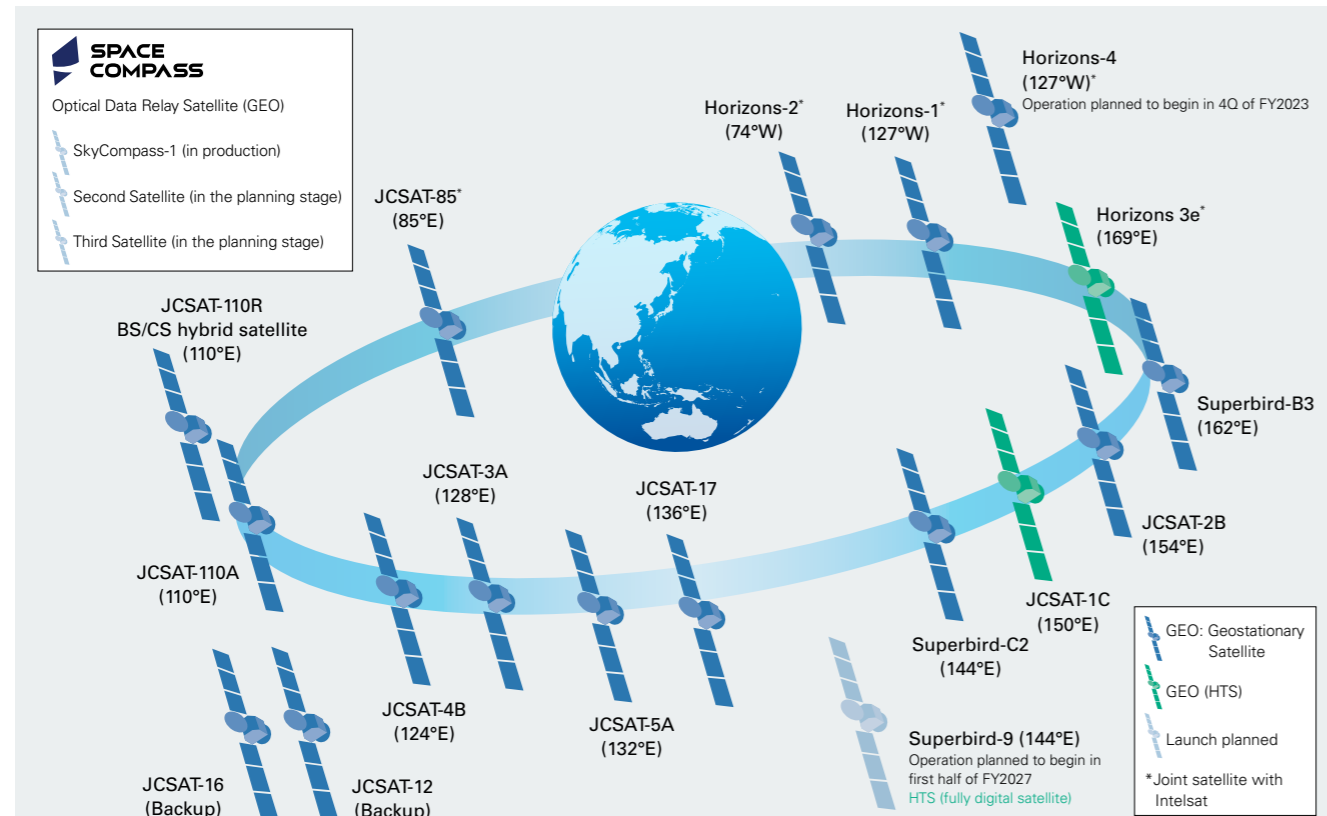 SPACE
COMPASS
Optical Data Relay Satellite (GEO)
SkyCompass-1 (in production)
Second Satellite (in the planning stage)
Third Satellite (in the planning stage)
Horizons-4
(127°W)*
Operation planned to begin in 4Q of FY2023
Horizons-2*
(74°W)
Horizons-1*
(127°W)
JCSAT-85*
(85°E)
Horizons 3e*
(169°E)
JCSAT-110R
BS/CS hybrid satellite
(110°E)
Superbird-B3
(162°E)
JCSAT-3A
(128°E)
JCSAT-17
(136°E)
JCSAT-2B
(154°E)
JCSAT-110A
(110°E)
JCSAT-1C
(150°E)
Superbird-C2
(144°E)
JCSAT-4B
(124°E)
JCSAT-5A
(132°E)
Superbird-9 (144°E)
Operation planned to begin in
first half of FY2027
HTS (fully digital satellite)
JCSAT-16
(Backup)
JCSAT-12
(Backup)
GEO: Geostationary
Satellite
GEO (HTS)
Launch planned
*Joint satellite with
Intelsat